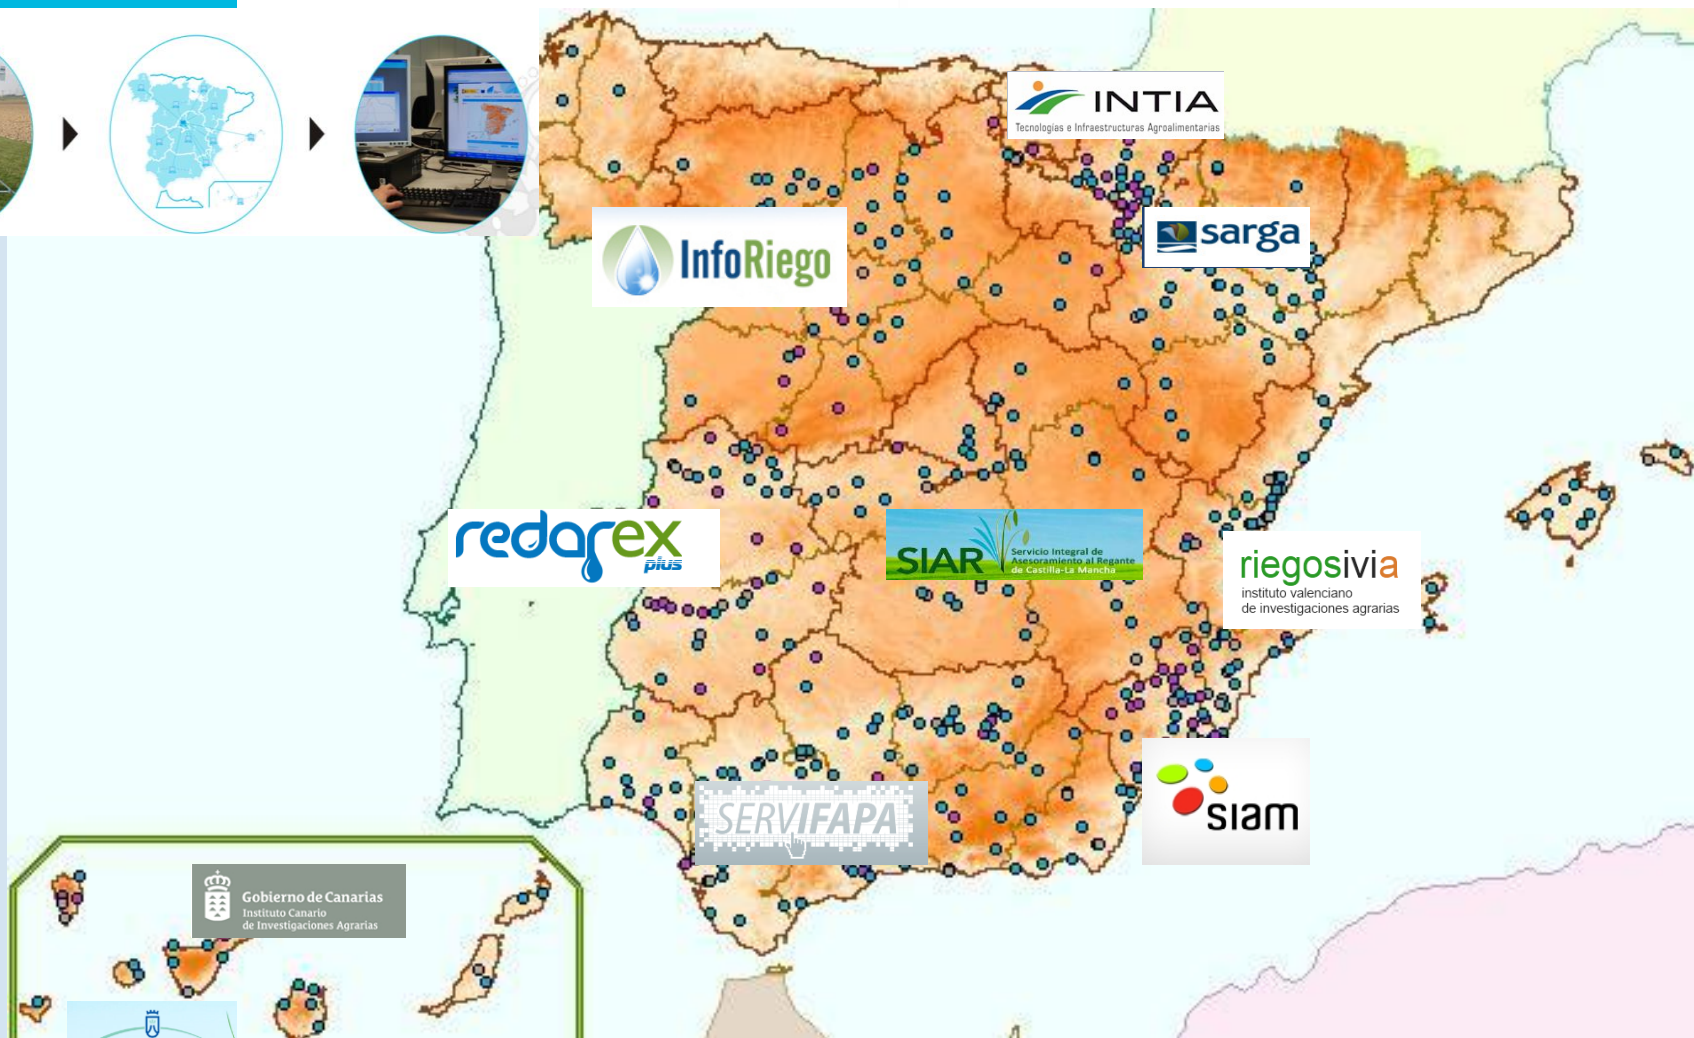 INTIA
Tecnologías e Infraestructuras Agroalimentarias
sarga
InfoRiego
redarex
plus
SIAR
Servicio Integral de
Asesoramiento al Regante
de Castilla-La Mancha
riegosivia
instituto valenciano
de investigaciones agrarias
SERVIFAPA
siam
Gobierno de Canarias
Instituto Canario
de Investigaciones Agrarias